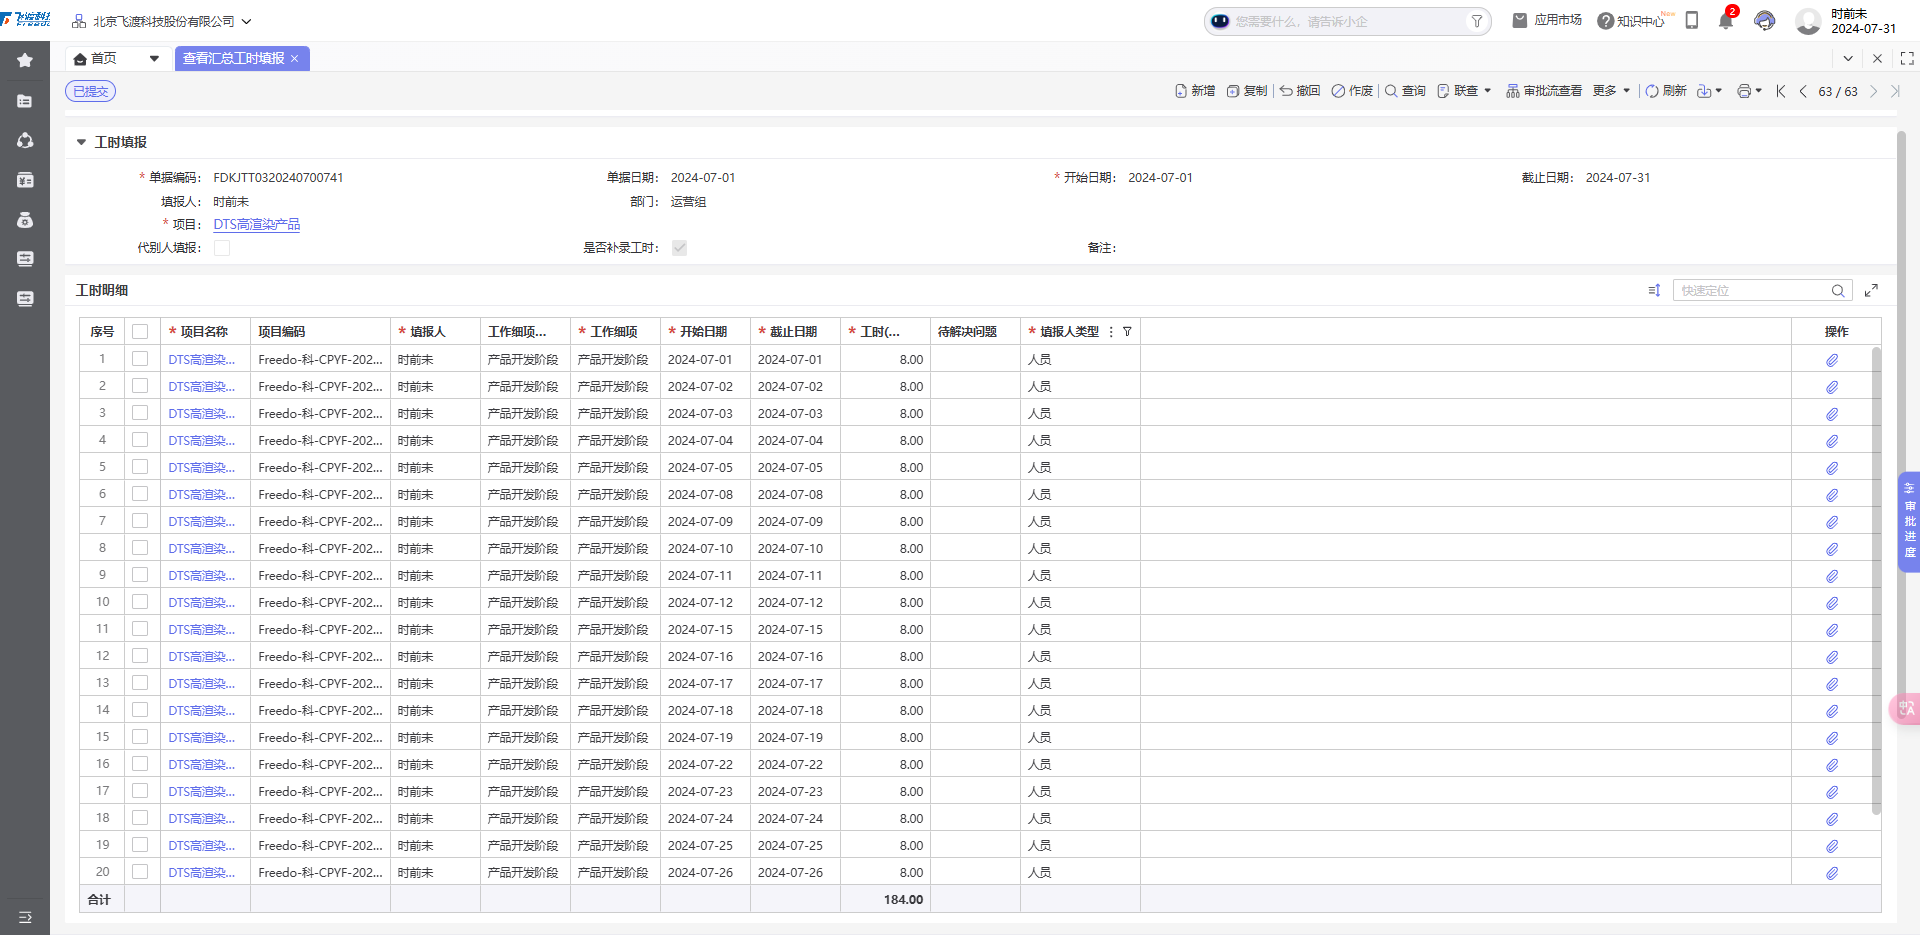 飞渡科技 北京飞渡科技股份有限公司 您需要什么，请告诉小企 应用市场 知识中心 New 2 时前未
2024-07-31
首页 查看汇总工时填报
已提交 新增 复制 撤回 作废 查询 联查 审批流查看 更多 刷新 63 / 63
工时填报
* 单据编码： FDKJTT0320240700741 单据日期： 2024-07-01 * 开始日期： 2024-07-01 截止日期： 2024-07-31
填报人： 时前未 部门： 运营组
* 项目： DTS高渲染产品
代别人填报： 是否补录工时： 备注：
工时明细 快速定位
序号 * 项目名称 项目编码 * 填报人 工作细项... * 工作细项 * 开始日期 * 截止日期 * 工时(... 待解决问题 * 填报人类型 操作
1 DTS高渲染... Freedo-科-CPYF-202... 时前未 产品开发阶段 产品开发阶段 2024-07-01 2024-07-01 8.00 人员
2 DTS高渲染... Freedo-科-CPYF-202... 时前未 产品开发阶段 产品开发阶段 2024-07-02 2024-07-02 8.00 人员
3 DTS高渲染... Freedo-科-CPYF-202... 时前未 产品开发阶段 产品开发阶段 2024-07-03 2024-07-03 8.00 人员
4 DTS高渲染... Freedo-科-CPYF-202... 时前未 产品开发阶段 产品开发阶段 2024-07-04 2024-07-04 8.00 人员
5 DTS高渲染... Freedo-科-CPYF-202... 时前未 产品开发阶段 产品开发阶段 2024-07-05 2024-07-05 8.00 人员
6 DTS高渲染... Freedo-科-CPYF-202... 时前未 产品开发阶段 产品开发阶段 2024-07-08 2024-07-08 8.00 人员
7 DTS高渲染... Freedo-科-CPYF-202... 时前未 产品开发阶段 产品开发阶段 2024-07-09 2024-07-09 8.00 人员
8 DTS高渲染... Freedo-科-CPYF-202... 时前未 产品开发阶段 产品开发阶段 2024-07-10 2024-07-10 8.00 人员
9 DTS高渲染... Freedo-科-CPYF-202... 时前未 产品开发阶段 产品开发阶段 2024-07-11 2024-07-11 8.00 人员
10 DTS高渲染... Freedo-科-CPYF-202... 时前未 产品开发阶段 产品开发阶段 2024-07-12 2024-07-12 8.00 人员
11 DTS高渲染... Freedo-科-CPYF-202... 时前未 产品开发阶段 产品开发阶段 2024-07-15 2024-07-15 8.00 人员
12 DTS高渲染... Freedo-科-CPYF-202... 时前未 产品开发阶段 产品开发阶段 2024-07-16 2024-07-16 8.00 人员
13 DTS高渲染... Freedo-科-CPYF-202... 时前未 产品开发阶段 产品开发阶段 2024-07-17 2024-07-17 8.00 人员
14 DTS高渲染... Freedo-科-CPYF-202... 时前未 产品开发阶段 产品开发阶段 2024-07-18 2024-07-18 8.00 人员
15 DTS高渲染... Freedo-科-CPYF-202... 时前未 产品开发阶段 产品开发阶段 2024-07-19 2024-07-19 8.00 人员
16 DTS高渲染... Freedo-科-CPYF-202... 时前未 产品开发阶段 产品开发阶段 2024-07-22 2024-07-22 8.00 人员
17 DTS高渲染... Freedo-科-CPYF-202... 时前未 产品开发阶段 产品开发阶段 2024-07-23 2024-07-23 8.00 人员
18 DTS高渲染... Freedo-科-CPYF-202... 时前未 产品开发阶段 产品开发阶段 2024-07-24 2024-07-24 8.00 人员
19 DTS高渲染... Freedo-科-CPYF-202... 时前未 产品开发阶段 产品开发阶段 2024-07-25 2024-07-25 8.00 人员
20 DTS高渲染... Freedo-科-CPYF-202... 时前未 产品开发阶段 产品开发阶段 2024-07-26 2024-07-26 8.00 人员
合计 184.00
审批进度